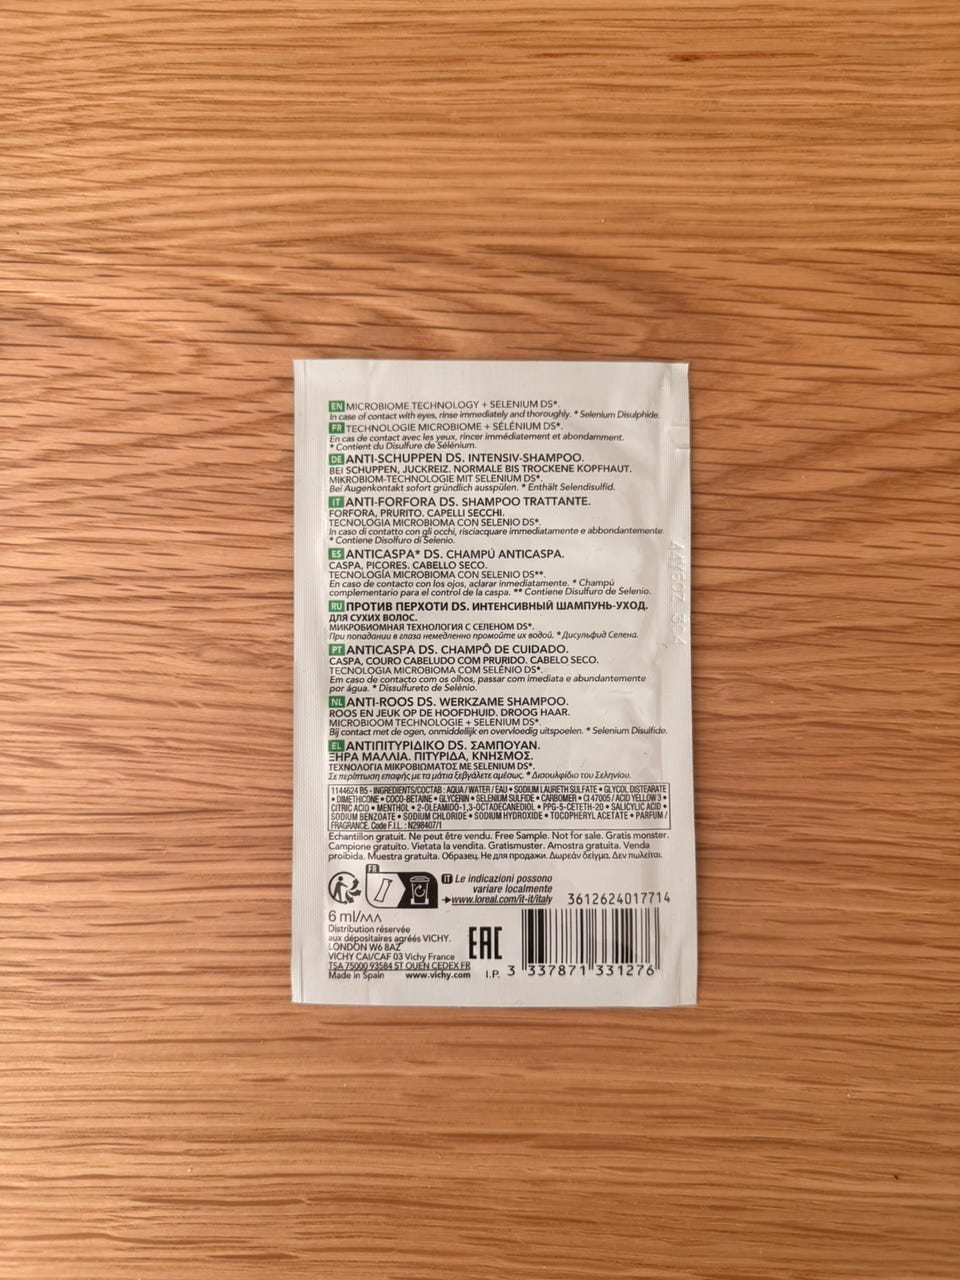 EN MICROBIOME TECHNOLOGY + SELENIUM DS*.
In case of contact with eyes, rinse immediately and thoroughly. * Selenium Disulphide.
FR TECHNOLOGIE MICROBIOME + SÉLÉNIUM DS*.
En cas de contact avec les yeux, rincer immédiatement et abondamment.
* Contient du Disulfure de Sélénium.
DE ANTI-SCHUPPEN DS. INTENSIV-SHAMPOO.
BEI SCHUPPEN, JUCKREIZ. NORMALE BIS TROCKENE KOPFHAUT.
MIKROBIOM-TECHNOLOGIE MIT SELENIUM DS*.
Bei Augenkontakt sofort gründlich ausspülen. * Enthält Selendisulfid.
IT ANTI-FORFORA DS. SHAMPOO TRATTANTE.
FORFORA, PRURITO. CAPELLI SECCHI.
TECNOLOGIA MICROBIOMA CON SELENIO DS*.
In caso di contatto con gli occhi, risciacquare immediatamente e abbondantemente.
* Contiene Disolfuro di Selenio.
ES ANTICASPA* DS. CHAMPÚ ANTICASPA.
CASPA, PICORES. CABELLO SECO.
TECNOLOGÍA MICROBIOMA CON SELENIO DS**.
En caso de contacto con los ojos, aclarar inmediatamente. * Champú
complementario para el control de la caspa. ** Contiene Disulfuro de Selenio.
RU ПРОТИВ ПЕРХОТИ DS. ИНТЕНСИВНЫЙ ШАМПУНЬ-УХОД.
ДЛЯ СУХИХ ВОЛОС.
МИКРОБИОМНАЯ ТЕХНОЛОГИЯ С СЕЛЕНОМ DS*.
При попадании в глаза немедленно промойте их водой. * Дисульфид Селена.
PT ANTICASPA DS. CHAMPÔ DE CUIDADO.
CASPA, COURO CABELUDO COM PRURIDO. CABELO SECO.
TECNOLOGIA MICROBIOMA COM SELÉNIO DS*.
Em caso de contacto com os olhos, passar com imediata e abundantemente
por água. * Dissulfureto de Selénio.
NL ANTI-ROOS DS. WERKZAME SHAMPOO.
ROOS EN JEUK OP DE HOOFDHUID. DROOG HAAR.
MICROBIOOM TECHNOLOGIE + SELENIUM DS*.
Bij contact met de ogen, onmiddellijk en overvloedig uitspoelen. * Selenium Disulfide.
EL ΑΝΤΙΠΙΤΥΡΙΔΙΚΟ DS. ΣΑΜΠΟΥΑΝ.
ΞΗΡΑ ΜΑΛΛΙΑ. ΠΙΤΥΡΙΔΑ, ΚΝΗΣΜΟΣ.
ΤΕΧΝΟΛΟΓΙΑ ΜΙΚΡΟΒΙΩΜΑΤΟΣ ΜΕ SELENIUM DS*.
Σε περίπτωση επαφής με τα μάτια ξεβγάλετε αμέσως. * Δισουλφίδιο του Σεληνίου.
1144624 B5 - INGREDIENTS/COCTAB : AQUA / WATER / EAU • SODIUM LAURETH SULFATE • GLYCOL DISTEARATE
• DIMETHICONE • COCO-BETAINE • GLYCERIN • SELENIUM SULFIDE • CARBOMER • CI 47005 / ACID YELLOW 3 •
CITRIC ACID • MENTHOL • 2-OLEAMIDO-1,3-OCTADECANEDIOL • PPG-5-CETETH-20 • SALICYLIC ACID •
SODIUM BENZOATE • SODIUM CHLORIDE • SODIUM HYDROXIDE • TOCOPHERYL ACETATE • PARFUM /
FRAGRANCE. Code F.I.L. : N298407/1
Echantillon gratuit. Ne peut être vendu. Free Sample. Not for sale. Gratis monster.
Campione gratuito. Vietata la vendita. Gratismuster. Amostra gratuita. Venda
proibida. Muestra gratuita. Образец. Не для продажи. Δωρεάν δείγμα. Δεν πωλείται.
FR
IT Le indicazioni possono
variare localmente
www.loreal.com/it-it/italy
3612624017714
6 ml/мл
Distribution réservée
aux dépositaires agréés VICHY.
LONDON W6 8AZ
VICHY CAI/CAF 03 Vichy France
TSA 75000 93584 ST OUEN CEDEX FR
Made in Spain www.vichy.com
EAC
I.P. 3 337871 331276